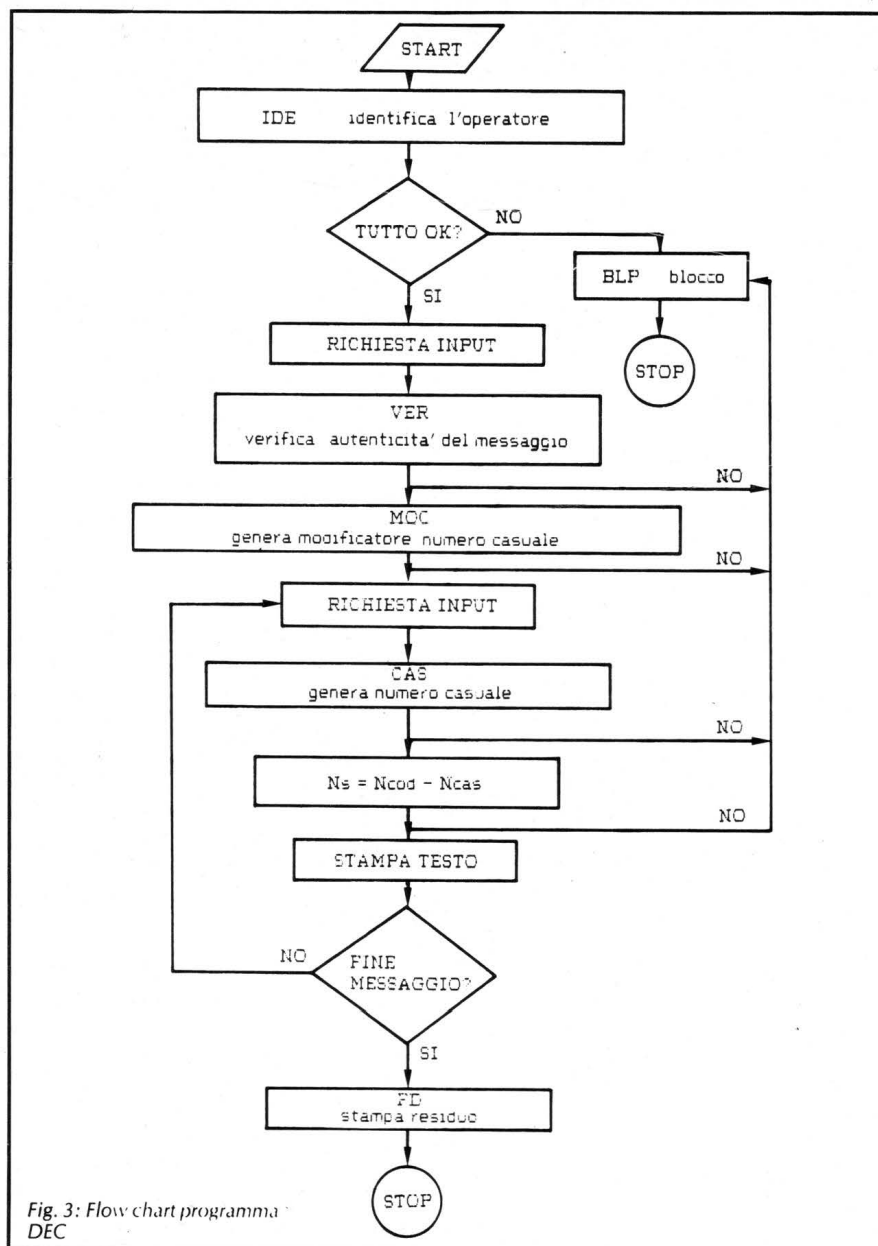 START
IDE identifica l'operatore
TUTTO OK?
NO
BLP blocco
SI
STOP
RICHIESTA INPUT
VER
verifica autenticita' del messaggio
NO
MOC
genera modificatore numero casuale
NO
RICHIESTA INPUT
CAS
genera numero casuale
NO
Ns = Ncod - Ncas
NO
STAMPA TESTO
NO
FINE
MESSAGGIO?
SI
FD
stampa residuo
STOP
Fig. 3: Flow chart programma
DEC